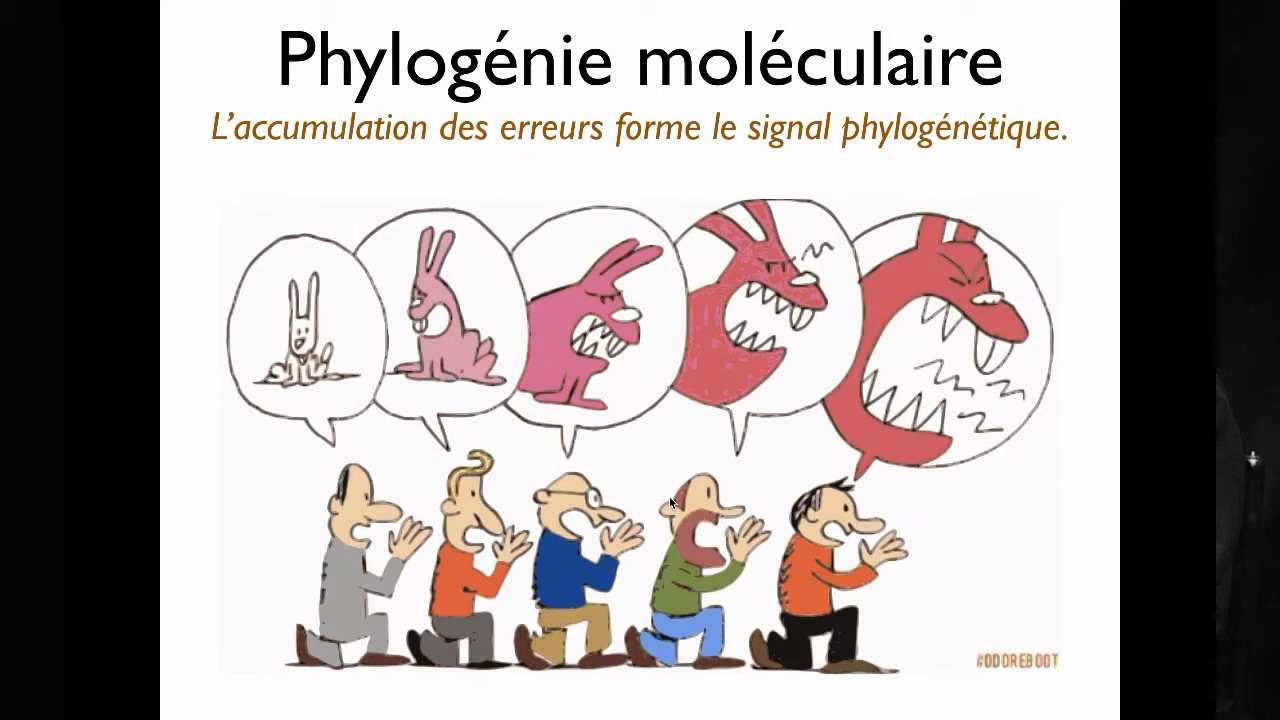 Phylogénie moléculaire
L’accumulation des erreurs forme le signal phylogénétique.
#ODOREBOOT